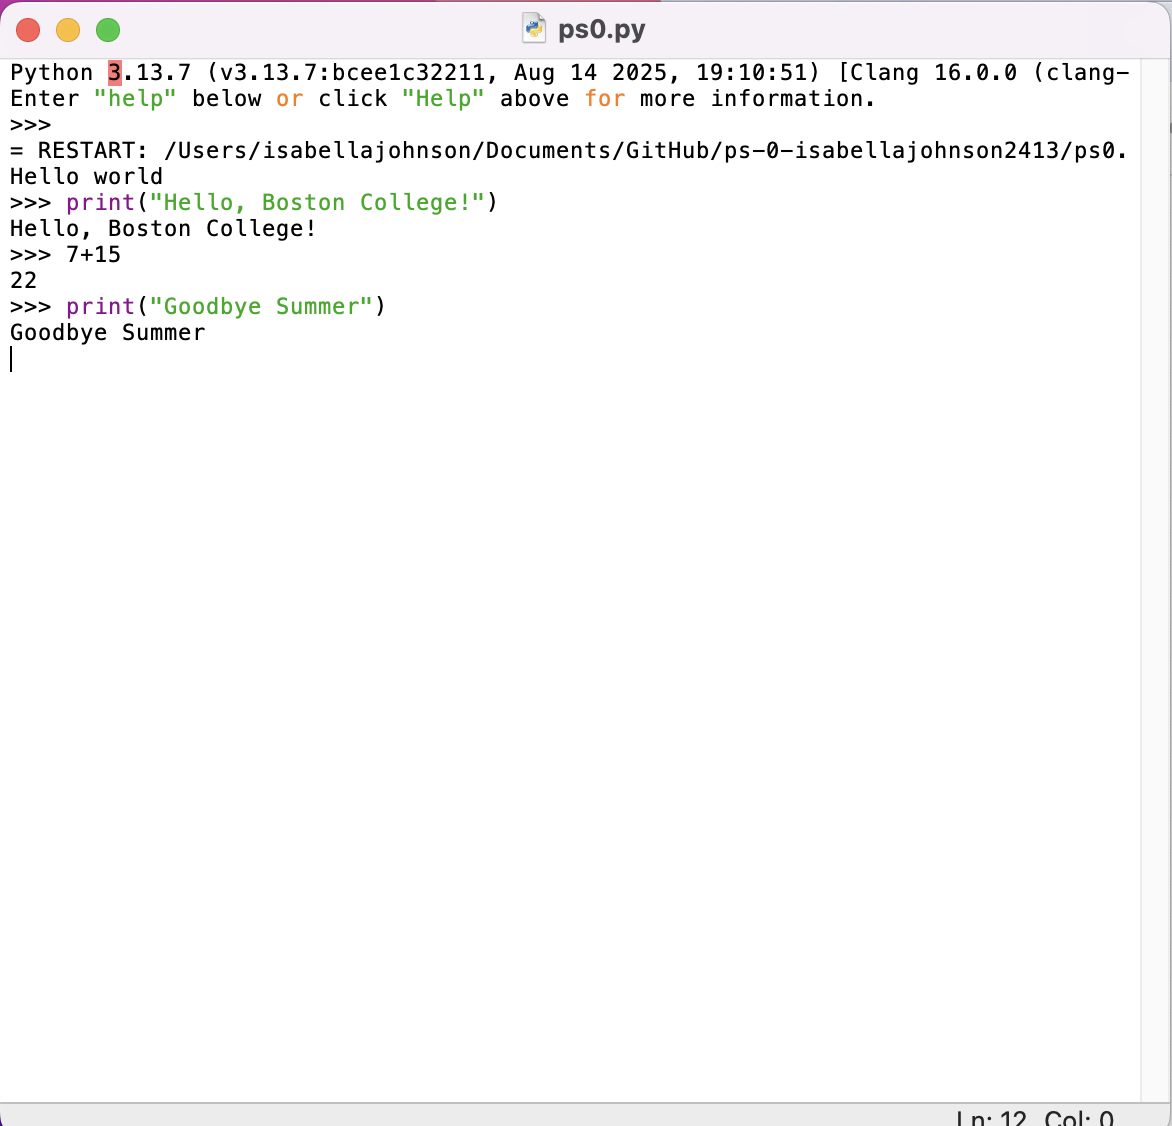 ps0.py
Python 3.13.7 (v3.13.7:bcee1c32211, Aug 14 2025, 19:10:51) [Clang 16.0.0 (clang-
Enter "help" below or click "Help" above for more information.
>>>
= RESTART: /Users/isabellajohnson/Documents/GitHub/ps-0-isabellajohnson2413/ps0.
Hello world
>>> print("Hello, Boston College!")
Hello, Boston College!
>>> 7+15
22
>>> print("Goodbye Summer")
Goodbye Summer
Ln: 12 Col: 0